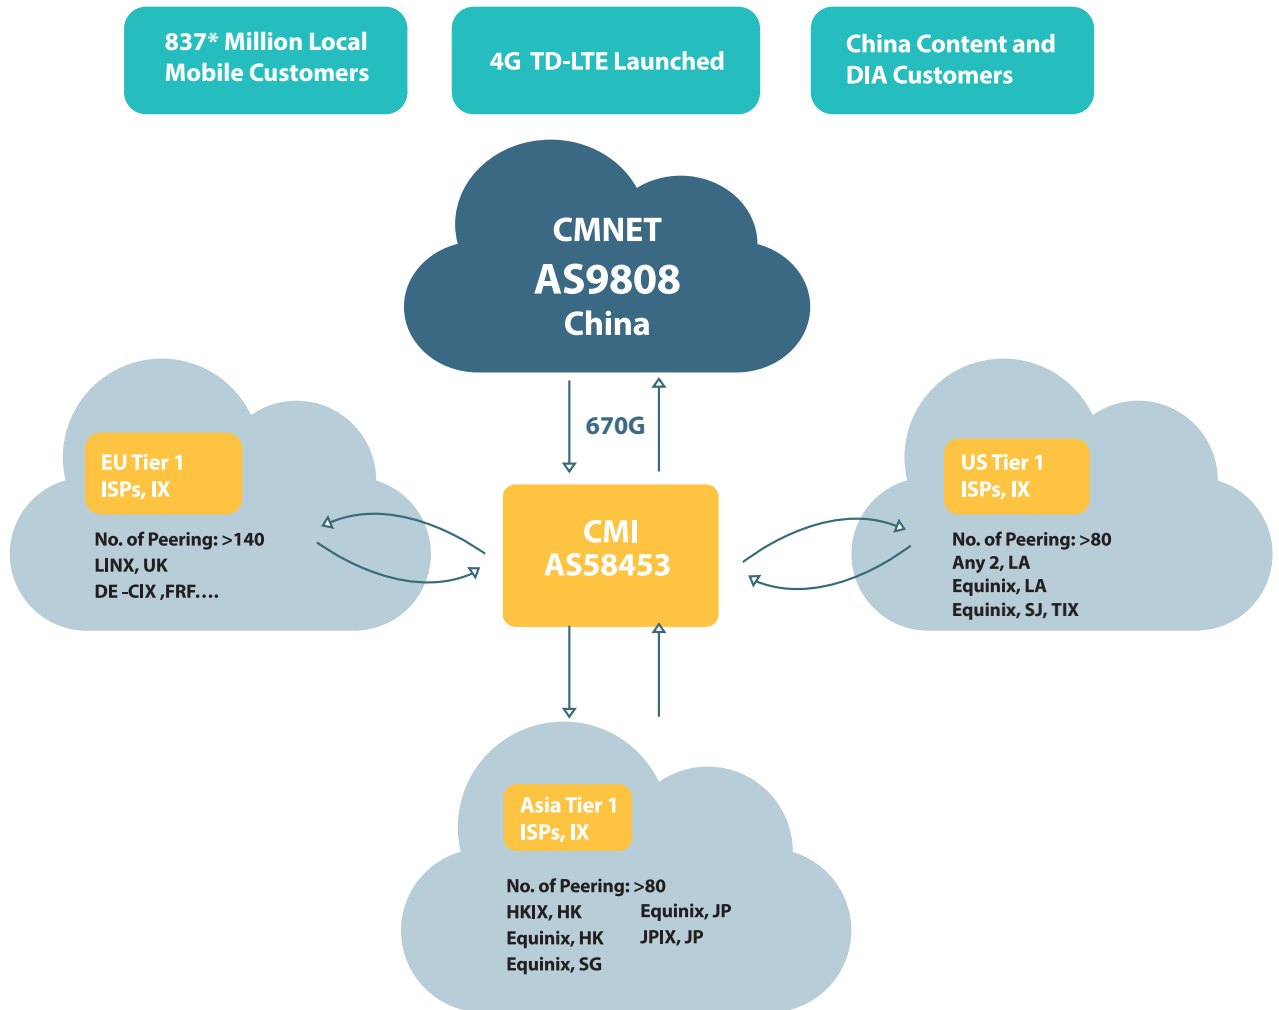 837* Million Local
Mobile Customers
4G TD-LTE Launched
China Content and
DIA Customers
CMNET
AS9808
China
670G
EU Tier 1
ISPs, IX
No. of Peering: >140
LINX, UK
DE -CIX ,FRF....
CMI
AS58453
US Tier 1
ISPs, IX
No. of Peering: >80
Any 2, LA
Equinix, LA
Equinix, SJ, TIX
Asia Tier 1
ISPs, IX
No. of Peering: >80
HKIX, HK
Equinix, HK
Equinix, SG
Equinix, JP
JPIX, JP